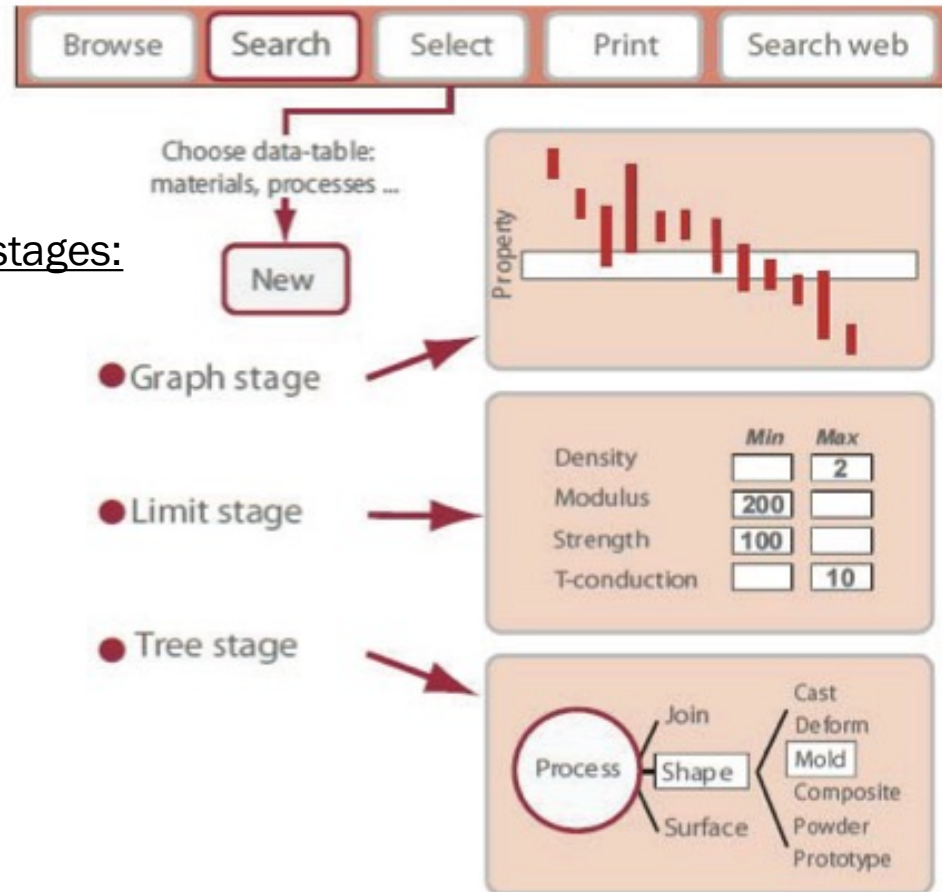 Browse Search Select Print Search web
Choose data-table:
materials, processes ...
stages:
New
Property
Graph stage
Limit stage
Min Max
Density 2
Modulus 200
Strength 100
T-conduction 10
Tree stage
Process
Join
Shape
Surface
Cast
Deform
Mold
Composite
Powder
Prototype